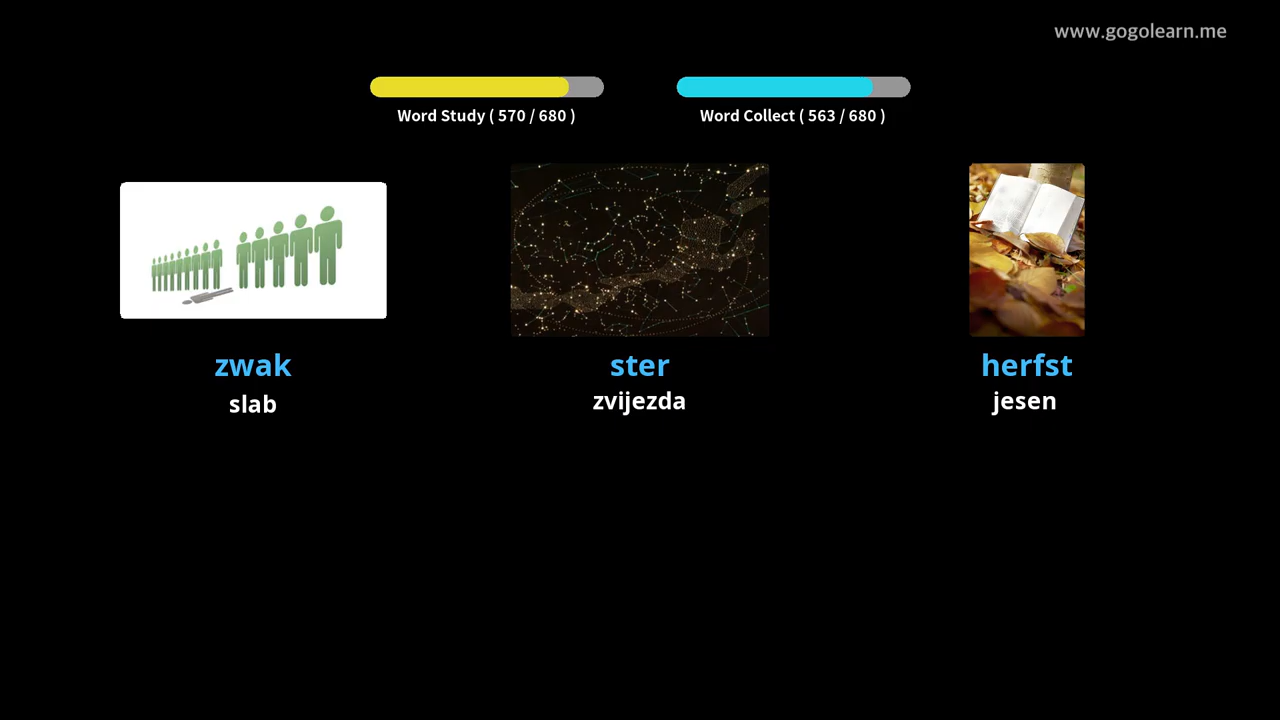 www.gogolearn.me
Word Study ( 570 / 680 )
Word Collect ( 563 / 680 )
zwak
slab
ster
zvijezda
herfst
jesen